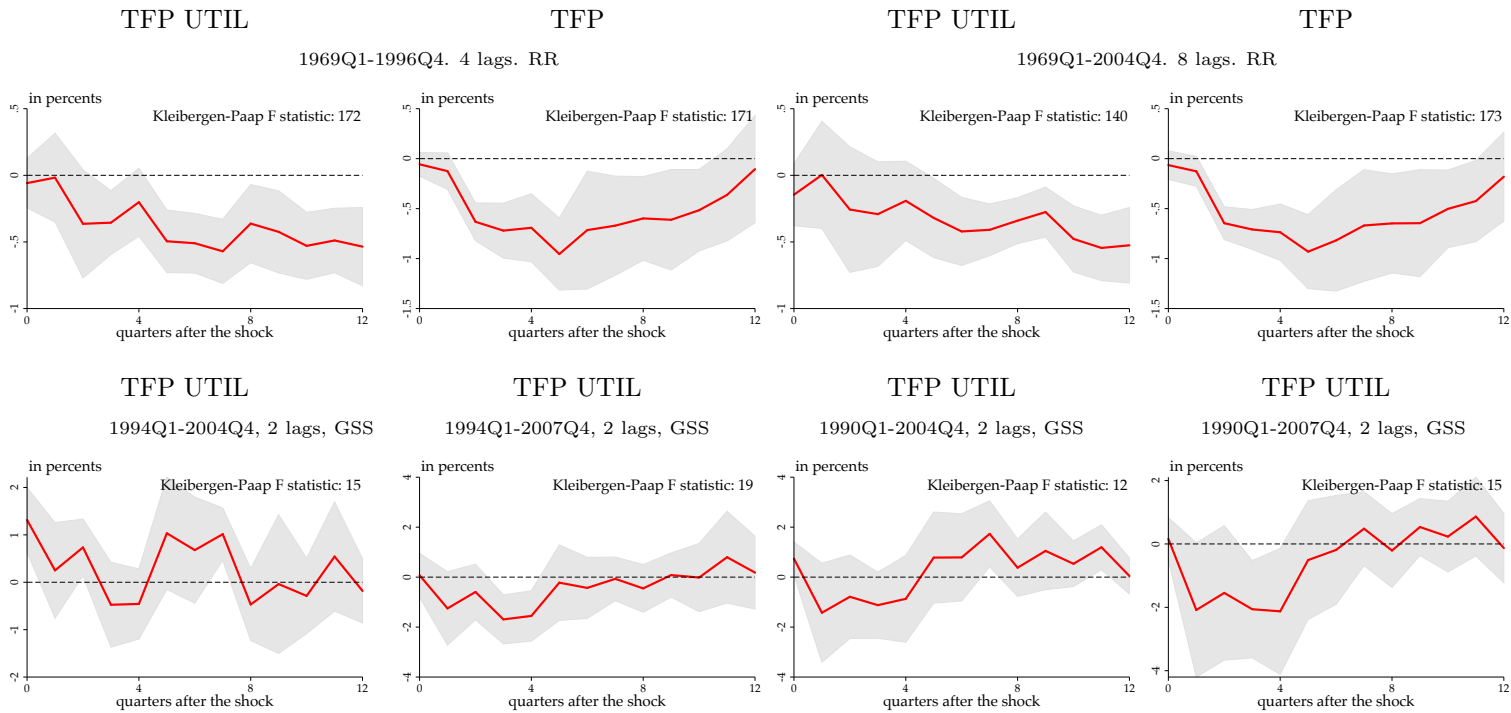 TFP UTIL TFP TFP UTIL TFP
1969Q1-1996Q4. 4 lags. RR 1969Q1-2004Q4. 8 lags. RR
in percents
Kleibergen-Paap F statistic: 172
.5
0
-.5
-1
0 4 8 12
quarters after the shock
in percents
Kleibergen-Paap F statistic: 171
.5
0
-.5
-1
-1.5
0 4 8 12
quarters after the shock
in percents
Kleibergen-Paap F statistic: 140
.5
0
-.5
-1
0 4 8 12
quarters after the shock
in percents
Kleibergen-Paap F statistic: 173
.5
0
-.5
-1
-1.5
0 4 8 12
quarters after the shock
TFP UTIL TFP UTIL TFP UTIL TFP UTIL
1994Q1-2004Q4, 2 lags, GSS 1994Q1-2007Q4, 2 lags, GSS 1990Q1-2004Q4, 2 lags, GSS 1990Q1-2007Q4, 2 lags, GSS
in percents
Kleibergen-Paap F statistic: 15
2
1
0
-1
-2
0 4 8 12
quarters after the shock
in percents
Kleibergen-Paap F statistic: 19
4
2
0
-2
-4
0 4 8 12
quarters after the shock
in percents
Kleibergen-Paap F statistic: 12
4
2
0
-2
-4
0 4 8 12
quarters after the shock
in percents
Kleibergen-Paap F statistic: 15
2
0
-2
-4
0 4 8 12
quarters after the shock